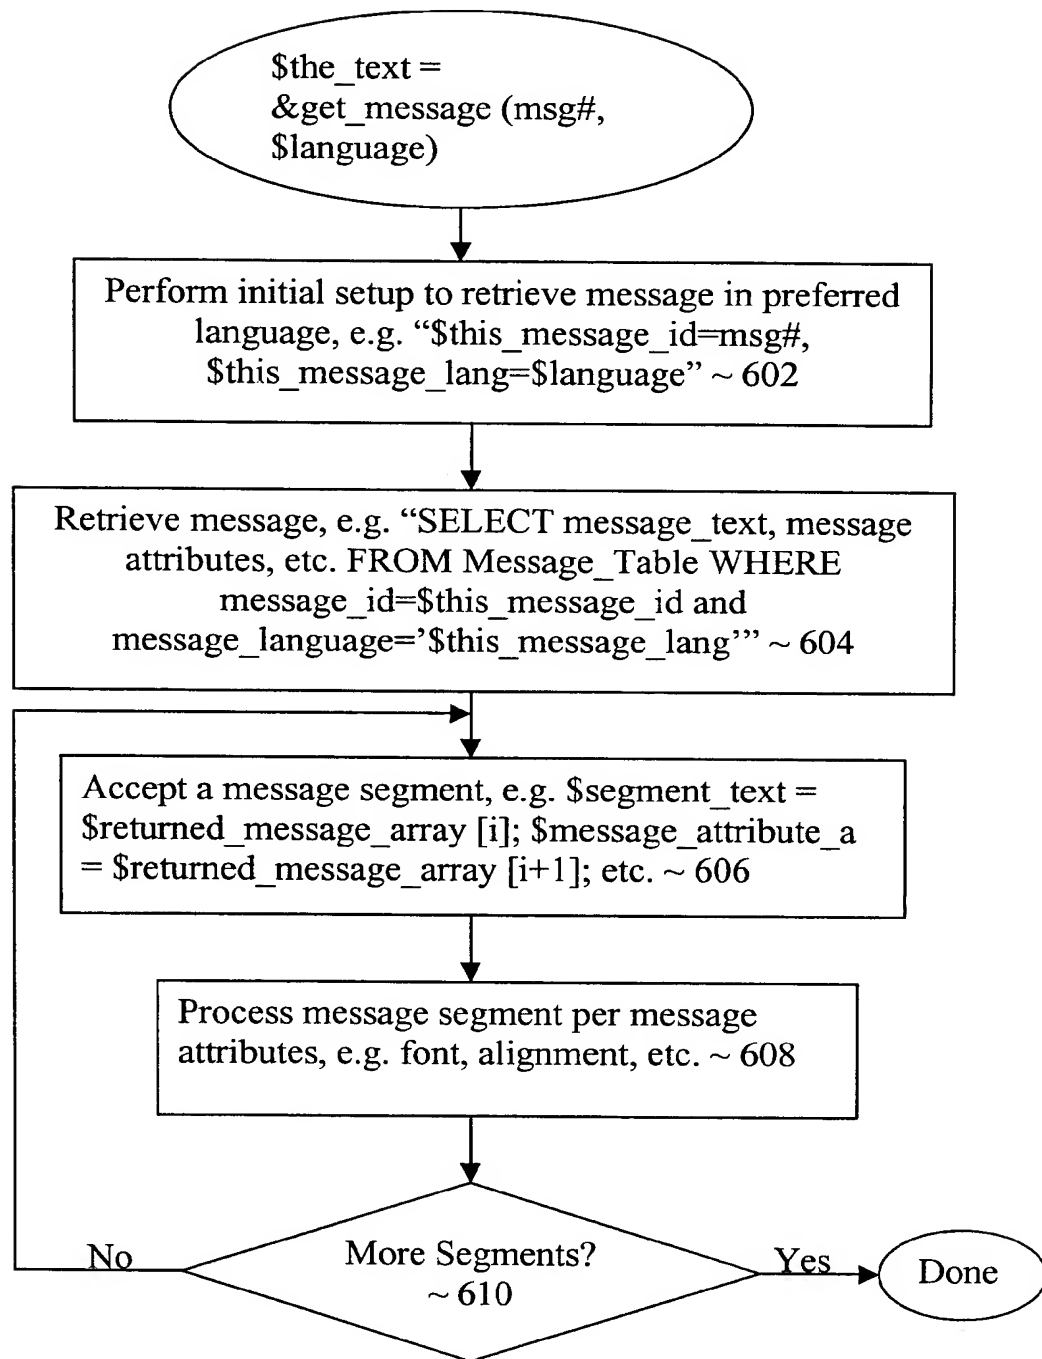 $the_text =
&get_message (msg#,
$language)
Perform initial setup to retrieve message in preferred
language, e.g. “$this_message_id=msg#,
$this_message_lang=$language” ~ 602
Retrieve message, e.g. “SELECT message_text, message
attributes, etc. FROM Message_Table WHERE
message_id=$this_message_id and
message_language=’$this_message_lang’” ~ 604
Accept a message segment, e.g. $segment_text =
$returned_message_array [i]; $message_attribute_a
= $returned_message_array [i+1]; etc. ~ 606
Process message segment per message
attributes, e.g. font, alignment, etc. ~ 608
No
More Segments?
~ 610
Yes
Done